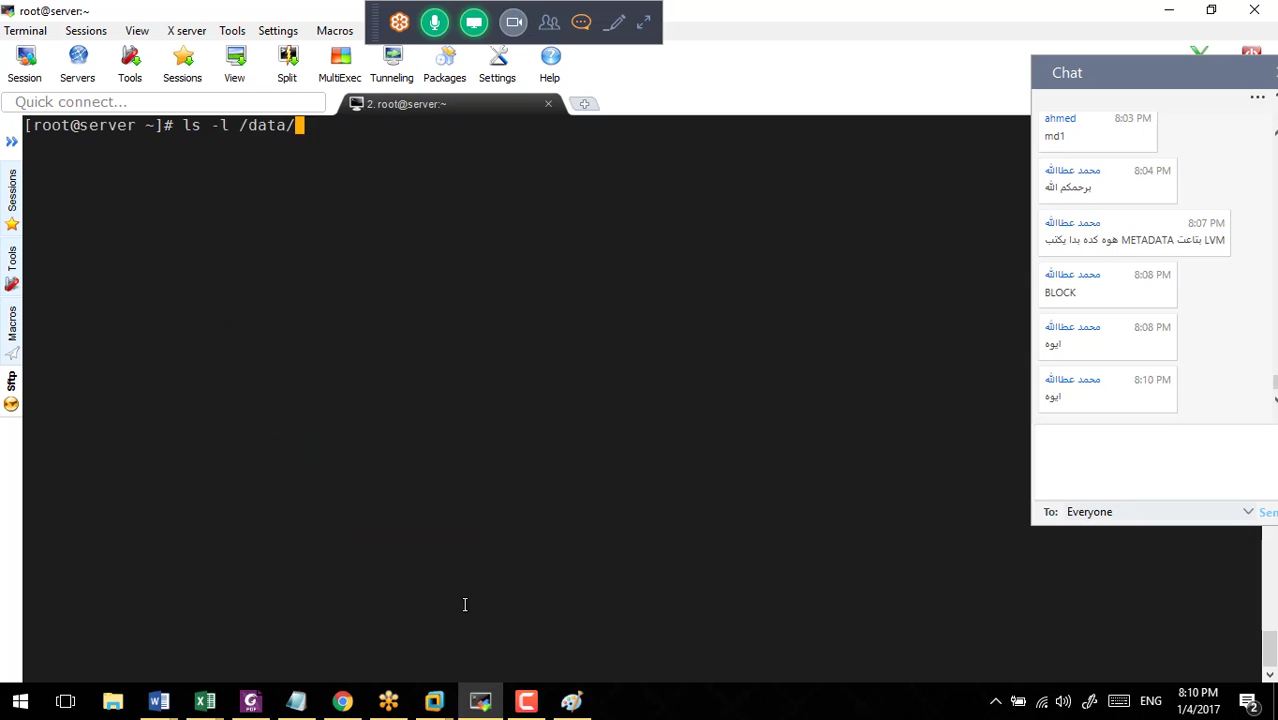 root@server:~
Terminal Sessions View X server Tools Settings Macros
Session Servers Tools Sessions View Split MultiExec Tunneling Packages Settings Help
Quick connect...
2. root@server:~
[root@server ~]# ls -l /data/
Sessions
Tools
Macros
Sftp
Chat
ahmed 8:03 PM
md1
محمد عطاالله 8:04 PM
يرحمكم الله
محمد عطاالله 8:07 PM
هوه كده بدا يكتب METADATA بتاعت LVM
محمد عطاالله 8:08 PM
BLOCK
محمد عطاالله 8:08 PM
ايوه
محمد عطاالله 8:10 PM
ايوه
To: Everyone
Sen
PDF
ENG
8:10 PM
1/4/2017
2